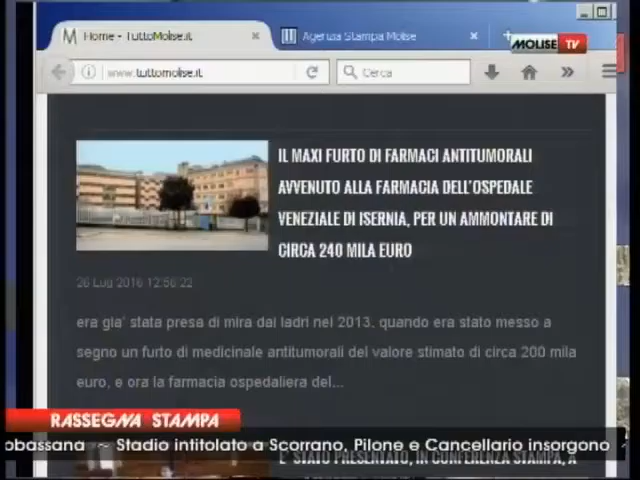 Home - TuttoMolise.it
Agenzia Stampa Molise
MOLISE TV
www.tuttomolise.it
Cerca
IL MAXI FURTO DI FARMACI ANTITUMORALI
AVVENUTO ALLA FARMACIA DELL'OSPEDALE
VENEZIALE DI ISERNIA, PER UN AMMONTARE DI
CIRCA 240 MILA EURO
26 Lug 2016 12:56:22
era gia' stata presa di mira dai ladri nel 2013. quando era stato messo a
segno un furto di medicinale antitumorali del valore stimato di circa 200 mila
euro, e ora la farmacia ospedaliera del...
RASSEGNA STAMPA
obassana ~ Stadio intitolato a Scorrano, Pilone e Cancellario insorgono
E' STATO PRESENTATO, IN CONFERENZA STAMPA, A